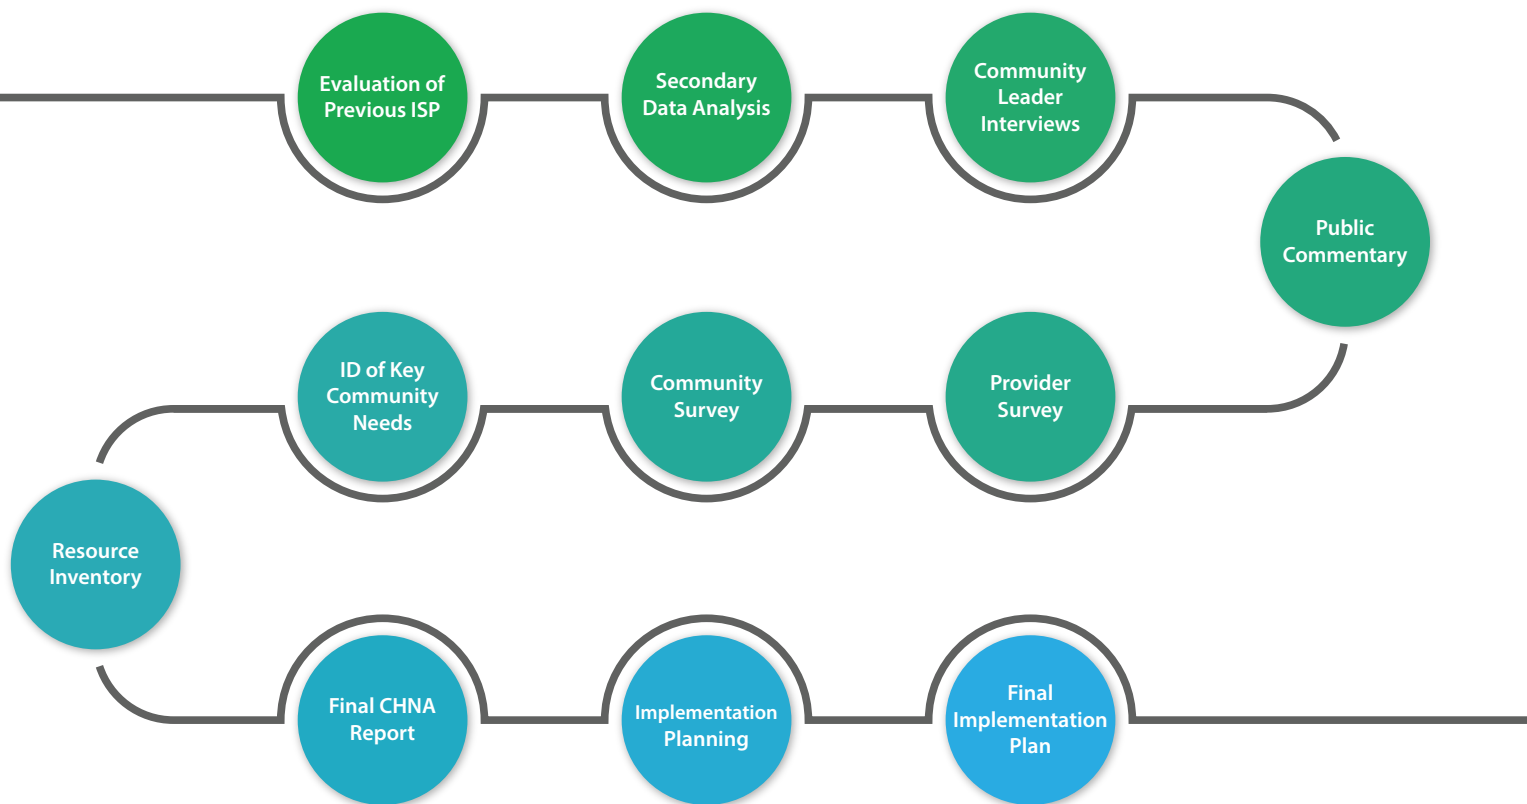 Evaluation of
Previous ISP
Secondary
Data Analysis
Community
Leader
Interviews
Public
Commentary
Provider
Survey
Community
Survey
ID of Key
Community
Needs
Resource
Inventory
Final CHNA
Report
Implementation
Planning
Final
Implementation
Plan